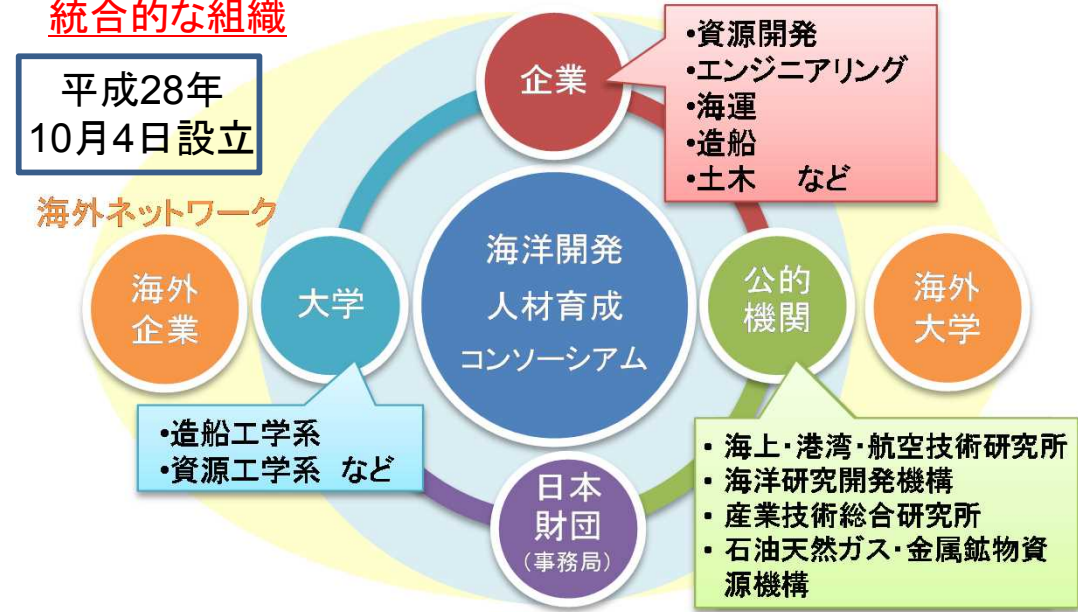 統合的な組織
平成28年
10月4日設立
海外ネットワーク
企業
•資源開発
•エンジニアリング
•海運
•造船
•土木　など
海外
企業
大学
海洋開発
人材育成
コンソーシアム
公的
機関
海外
大学
•造船工学系
•資源工学系　など
日本
財団
(事務局)
• 海上・港湾・航空技術研究所
• 海洋研究開発機構
• 産業技術総合研究所
• 石油天然ガス・金属鉱物資
源機構